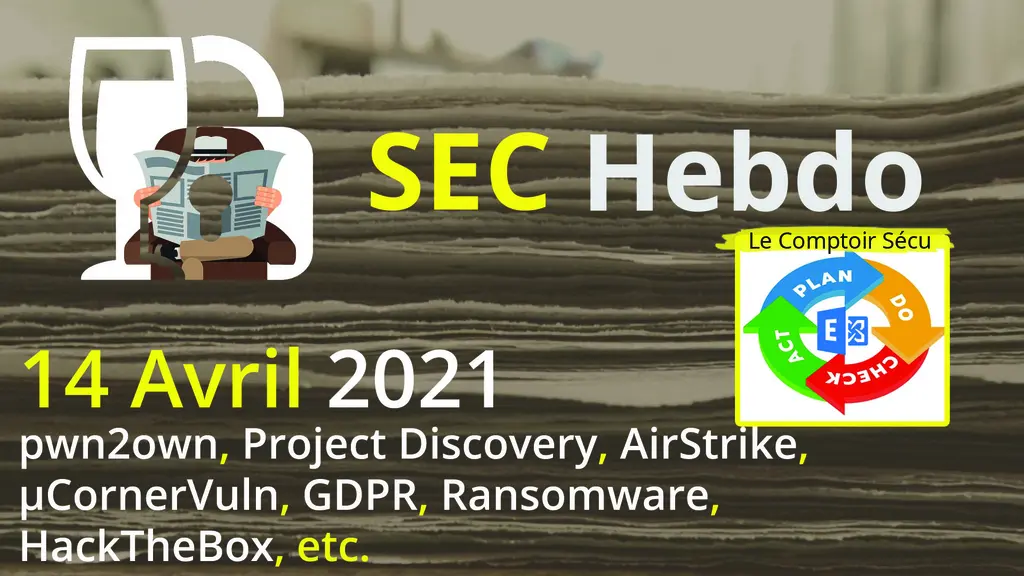 SEC Hebdo
Le Comptoir Sécu
PLAN
DO
CHECK
ACT
E
14 Avril 2021
pwn2own, Project Discovery, AirStrike,
µCornerVuln, GDPR, Ransomware,
HackTheBox, etc.